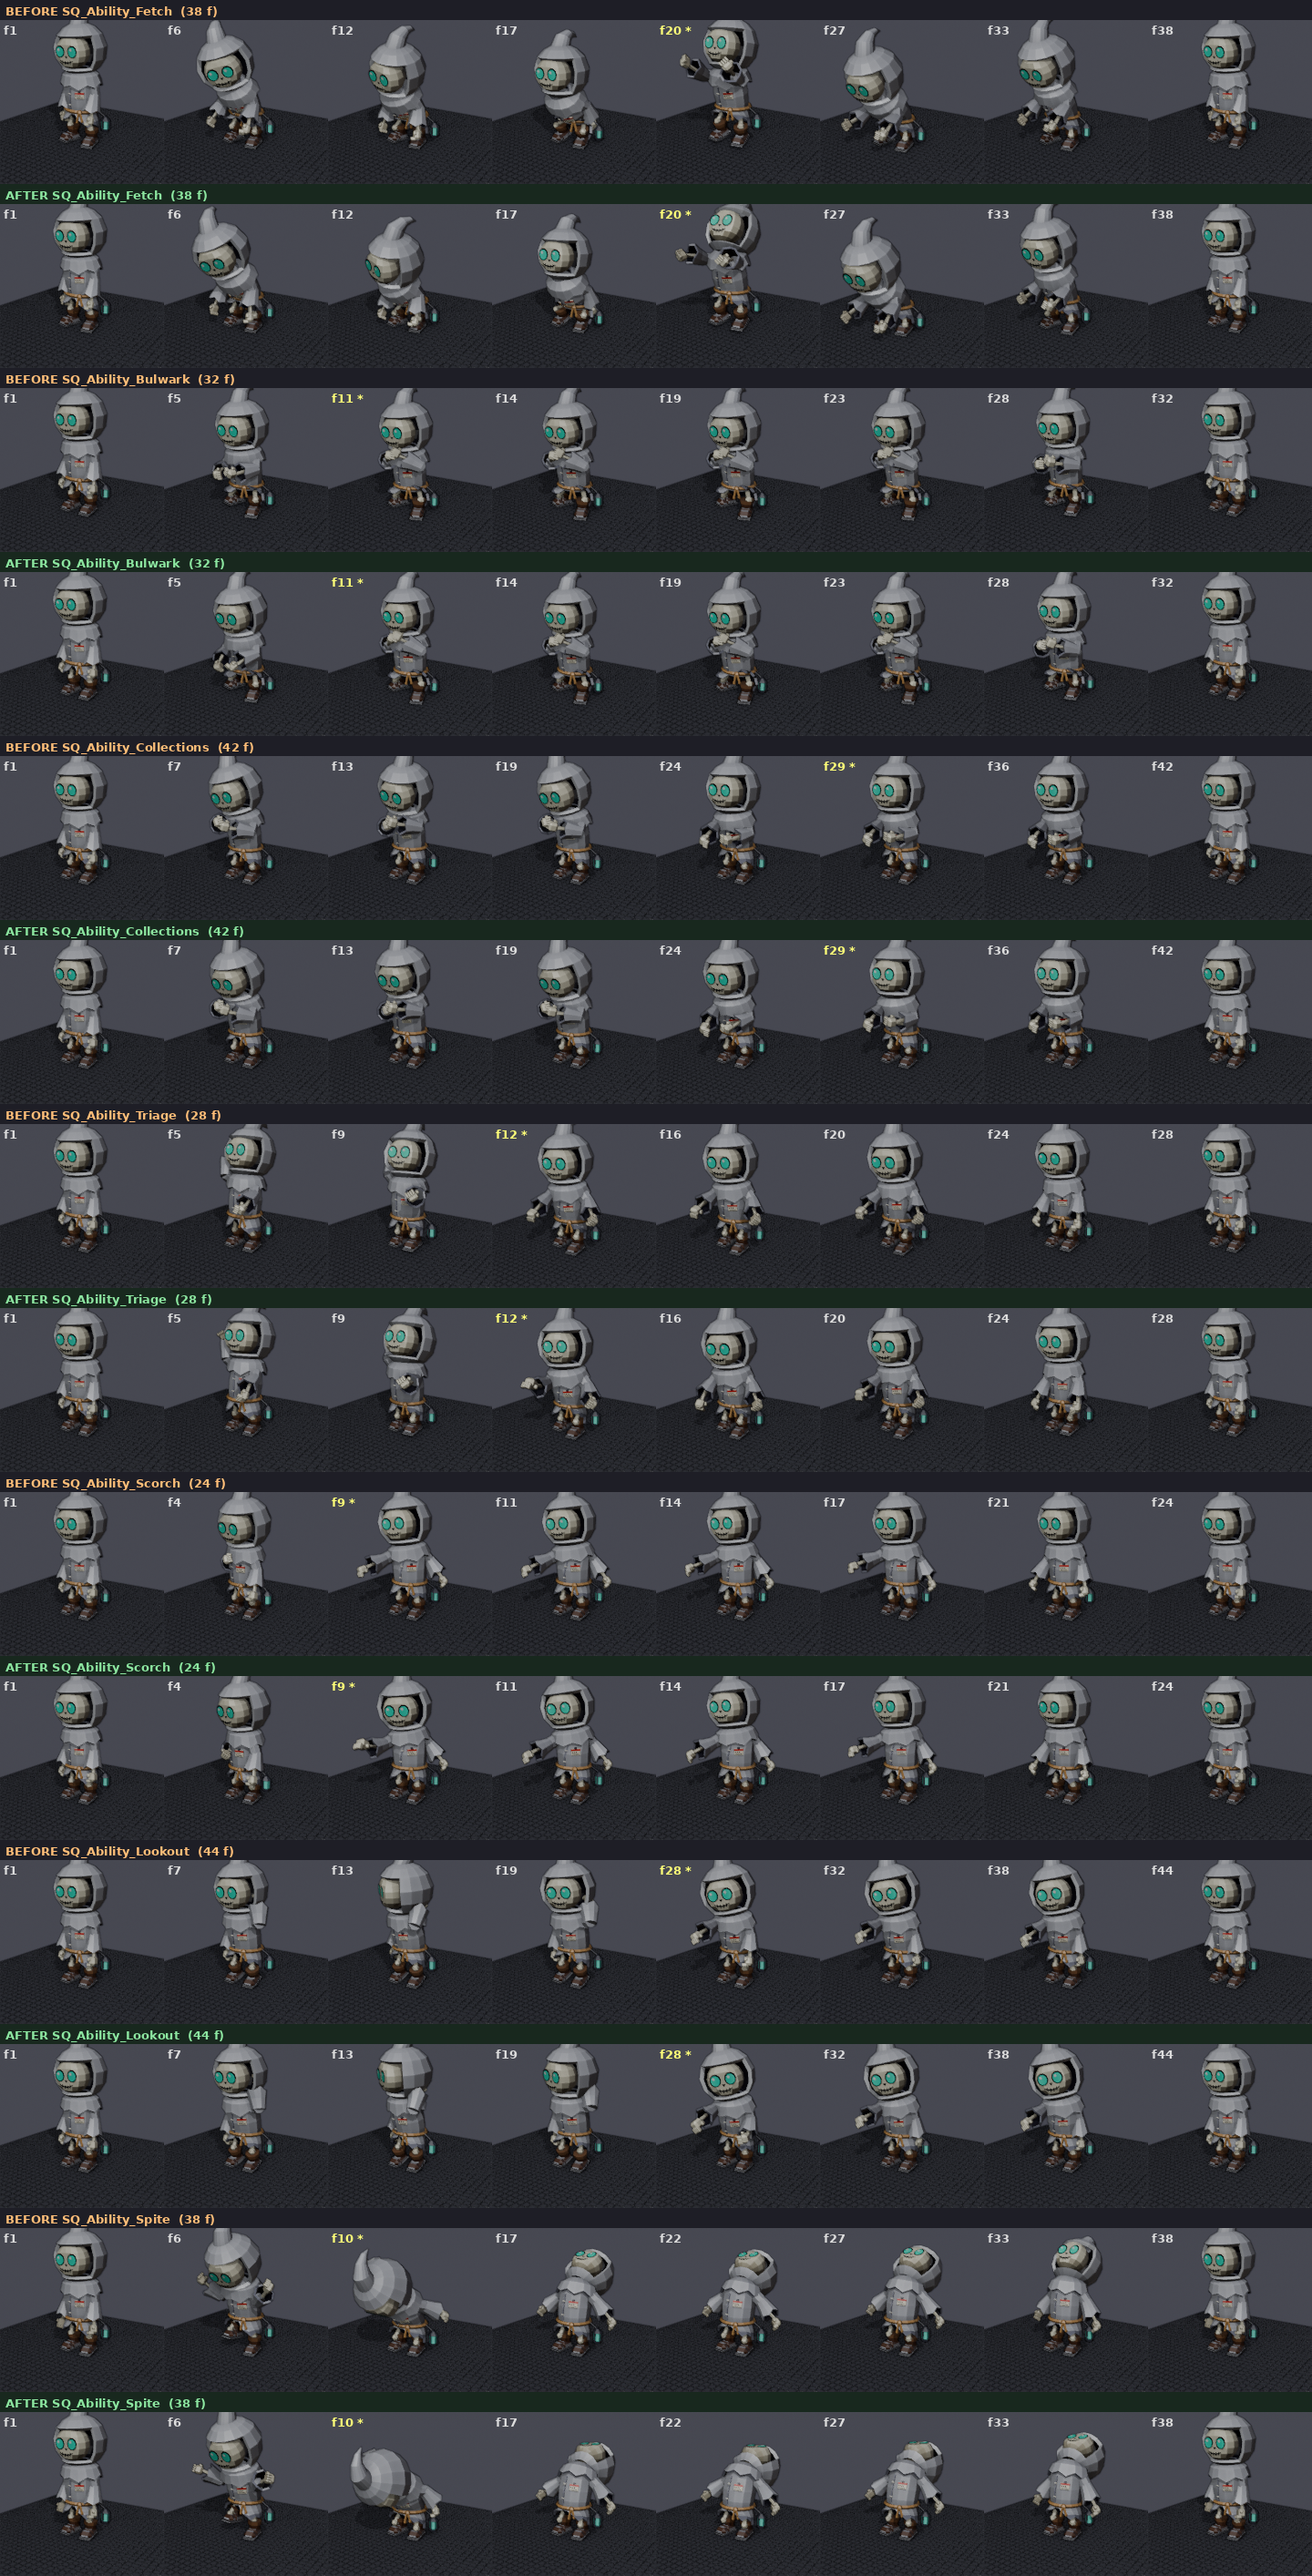 BEFORE SQ_Ability_Fetch (38 f)
f1 f6 f12 f17 f20 * f27 f33 f38
AFTER SQ_Ability_Fetch (38 f)
f1 f6 f12 f17 f20 * f27 f33 f38
BEFORE SQ_Ability_Bulwark (32 f)
f1 f5 f11 * f14 f19 f23 f28 f32
AFTER SQ_Ability_Bulwark (32 f)
f1 f5 f11 * f14 f19 f23 f28 f32
BEFORE SQ_Ability_Collections (42 f)
f1 f7 f13 f19 f24 f29 * f36 f42
AFTER SQ_Ability_Collections (42 f)
f1 f7 f13 f19 f24 f29 * f36 f42
BEFORE SQ_Ability_Triage (28 f)
f1 f5 f9 f12 * f16 f20 f24 f28
AFTER SQ_Ability_Triage (28 f)
f1 f5 f9 f12 * f16 f20 f24 f28
BEFORE SQ_Ability_Scorch (24 f)
f1 f4 f9 * f11 f14 f17 f21 f24
AFTER SQ_Ability_Scorch (24 f)
f1 f4 f9 * f11 f14 f17 f21 f24
BEFORE SQ_Ability_Lookout (44 f)
f1 f7 f13 f19 f28 * f32 f38 f44
AFTER SQ_Ability_Lookout (44 f)
f1 f7 f13 f19 f28 * f32 f38 f44
BEFORE SQ_Ability_Spite (38 f)
f1 f6 f10 * f17 f22 f27 f33 f38
AFTER SQ_Ability_Spite (38 f)
f1 f6 f10 * f17 f22 f27 f33 f38